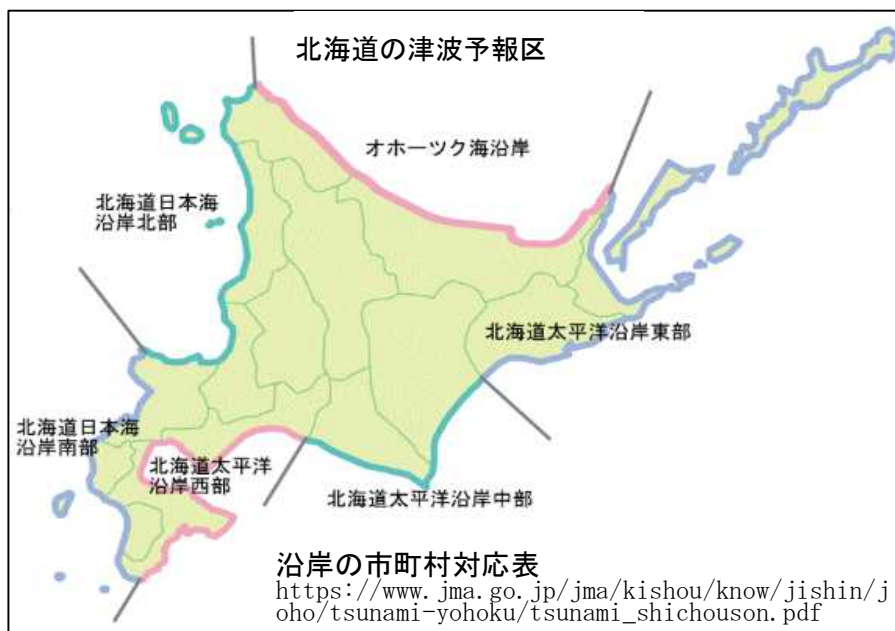 北海道の津波予報区
オホーツク海沿岸
北海道日本海
沿岸北部
北海道太平洋沿岸東部
北海道日本海
沿岸南部
北海道太平洋
沿岸西部
北海道太平洋沿岸中部
沿岸の市町村対応表
https://www.jma.go.jp/jma/kishou/know/jishin/j
oho/tsunami-yohoku/tsunami_shichouson.pdf